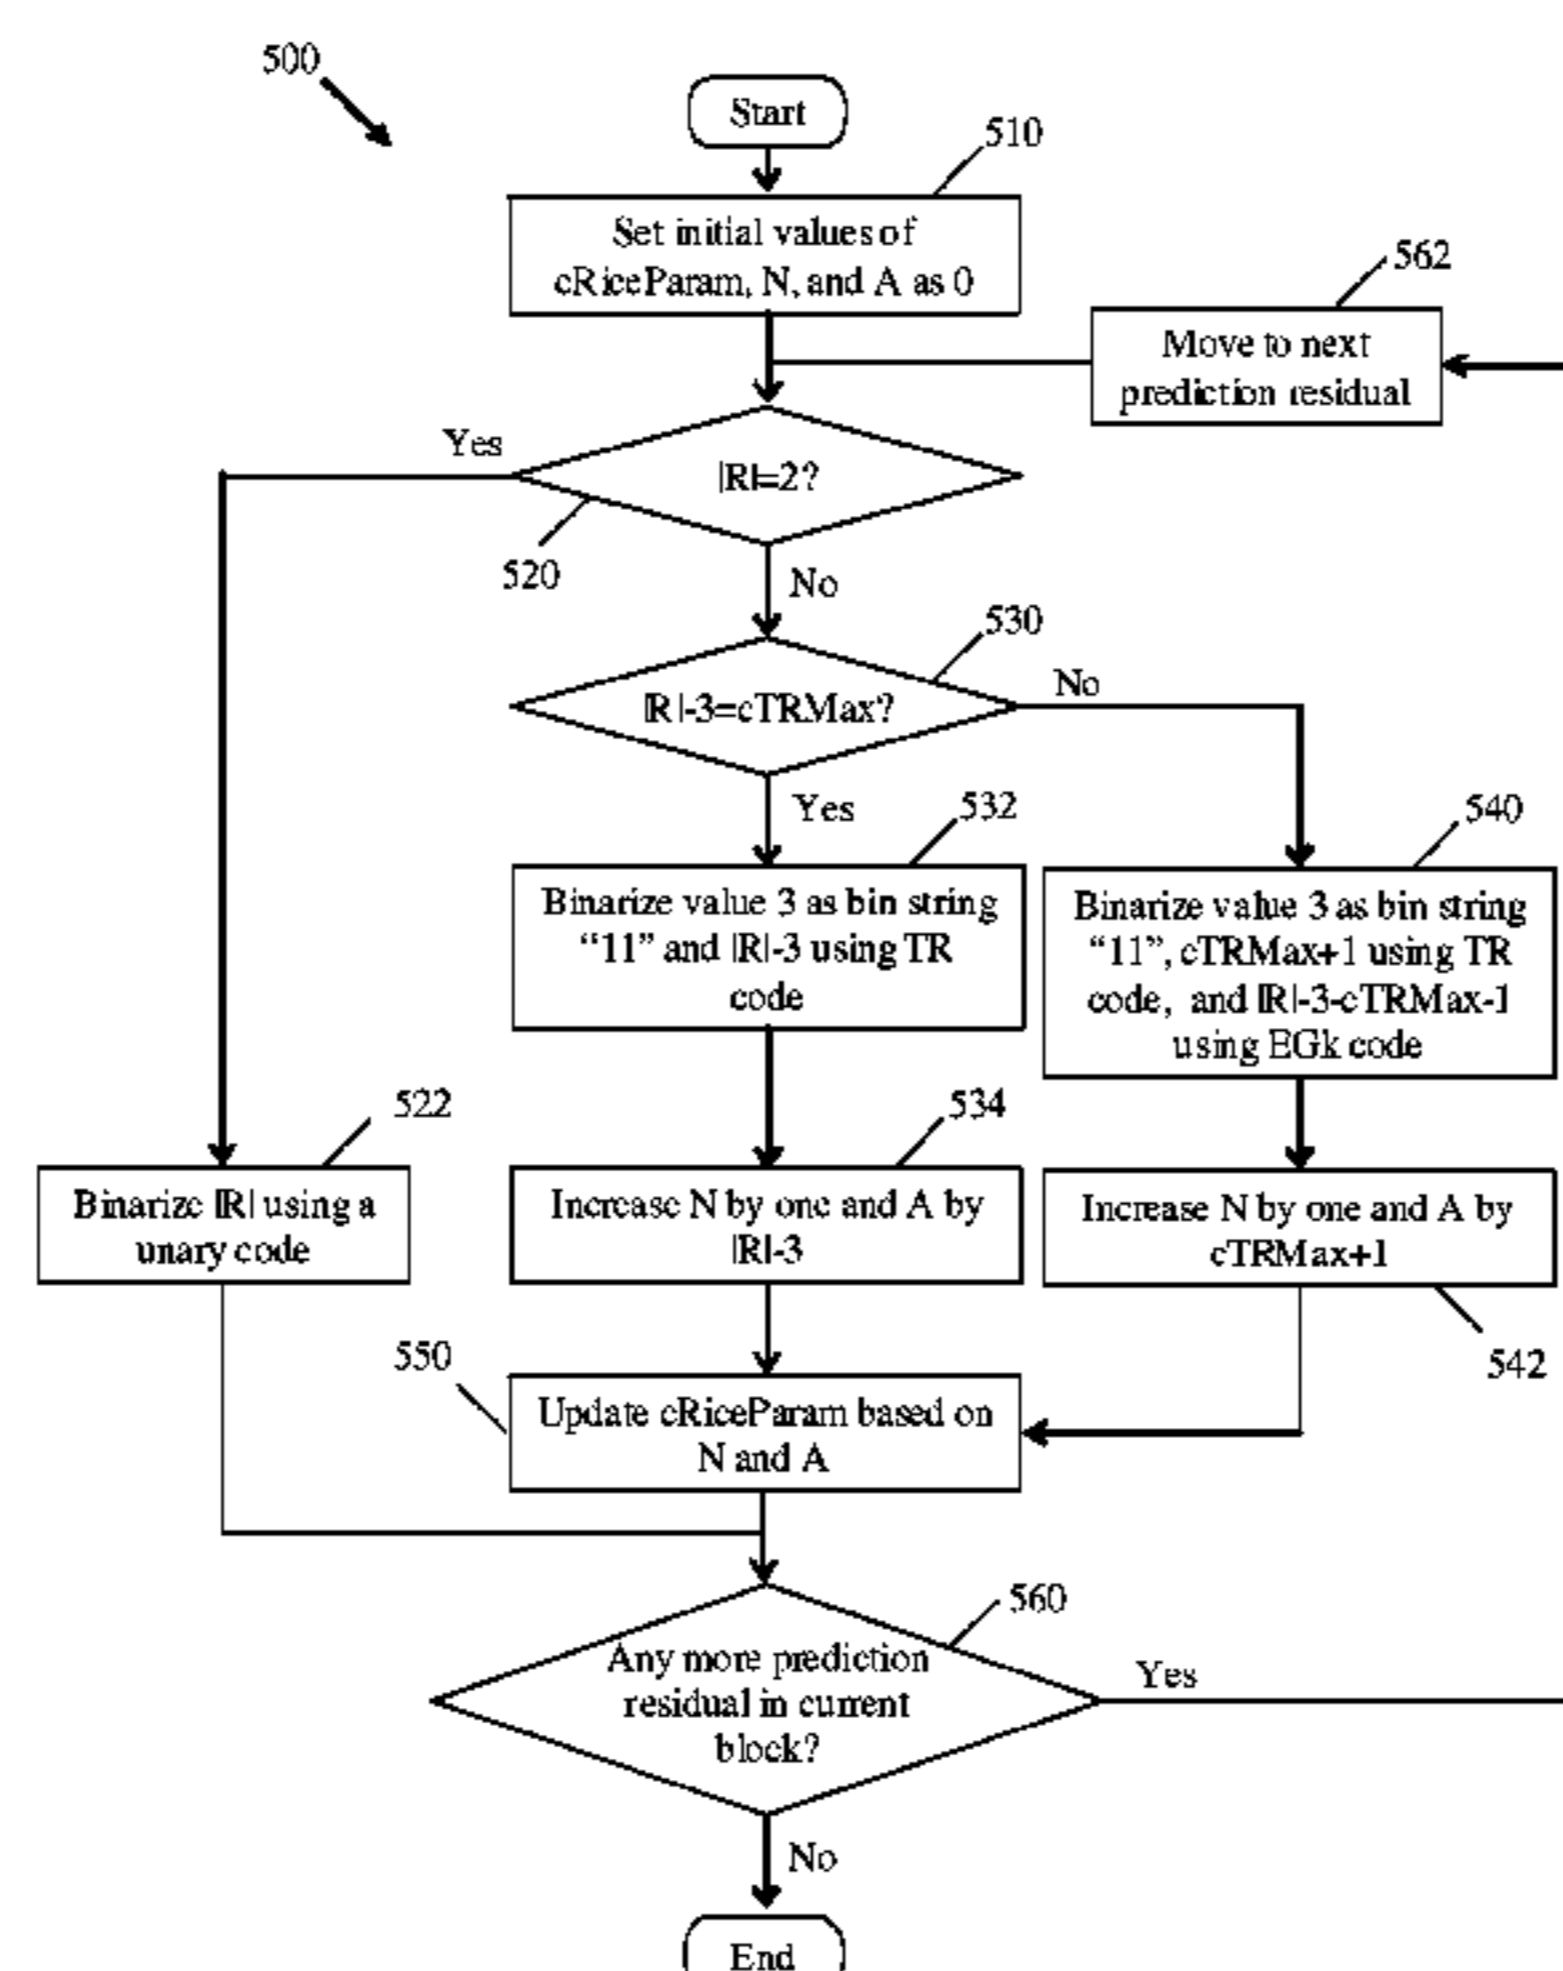 500
Start
510
Set initial values of
cRiceParam, N, and A as 0
562
Move to next
prediction residual
Yes
|R|=2?
520
No
530
|R|-3=cTRMax?
No
Yes
532
Binarize value 3 as bin string
“11” and |R|-3 using TR
code
540
Binarize value 3 as bin string
“11”, cTRMax+1 using TR
code, and |R|-3-cTRMax-1
using EGk code
522
Binarize |R| using a
unary code
534
Increase N by one and A by
|R|-3
Increase N by one and A by
cTRMax+1
542
550
Update cRiceParam based on
N and A
560
Any more prediction
residual in current
block?
Yes
No
End